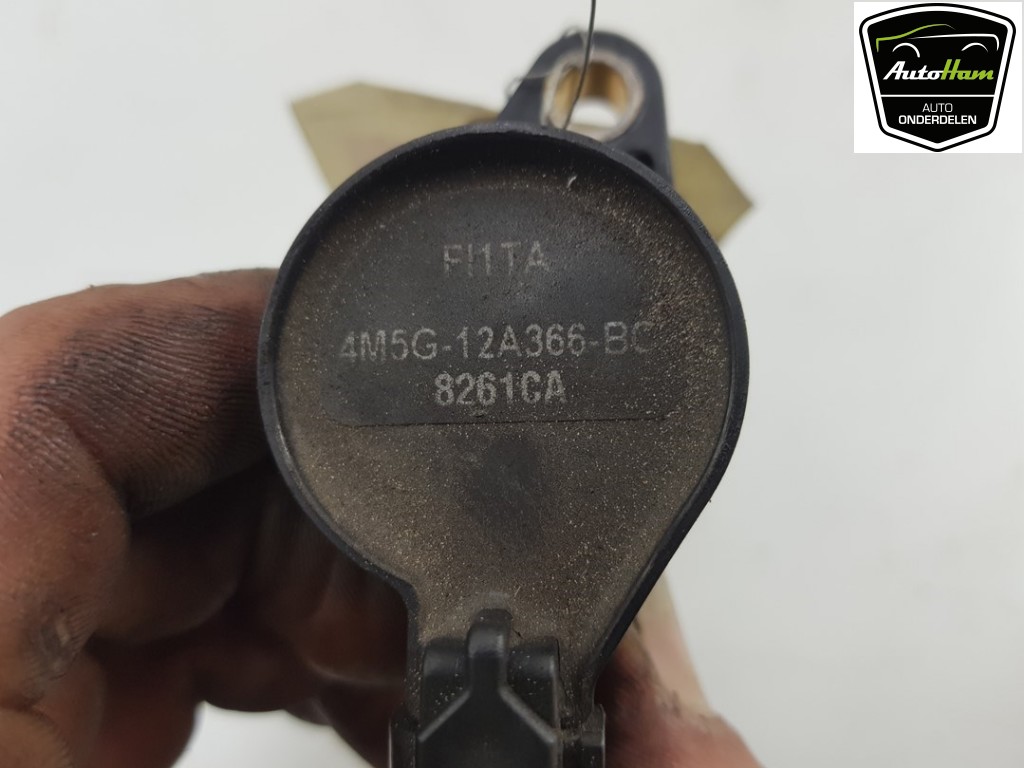 AutoHam
AUTO
ONDERDELEN
FI1TA
4M5G-12A366-BC
8261CA